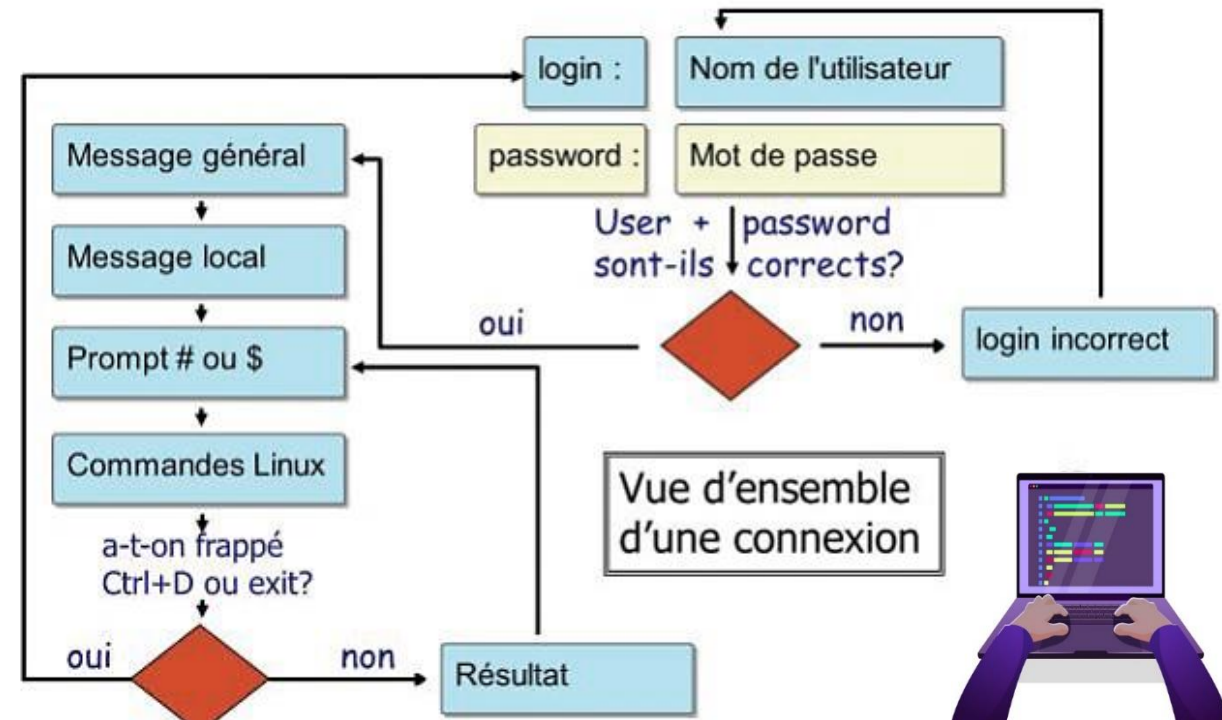 login :
Nom de l'utilisateur
password :
Mot de passe
User + password
sont-ils corrects?
oui
non
login incorrect
Message général
Message local
Prompt # ou $
Commandes Linux
a-t-on frappé
Ctrl+D ou exit?
oui
non
Résultat
Vue d'ensemble
d'une connexion